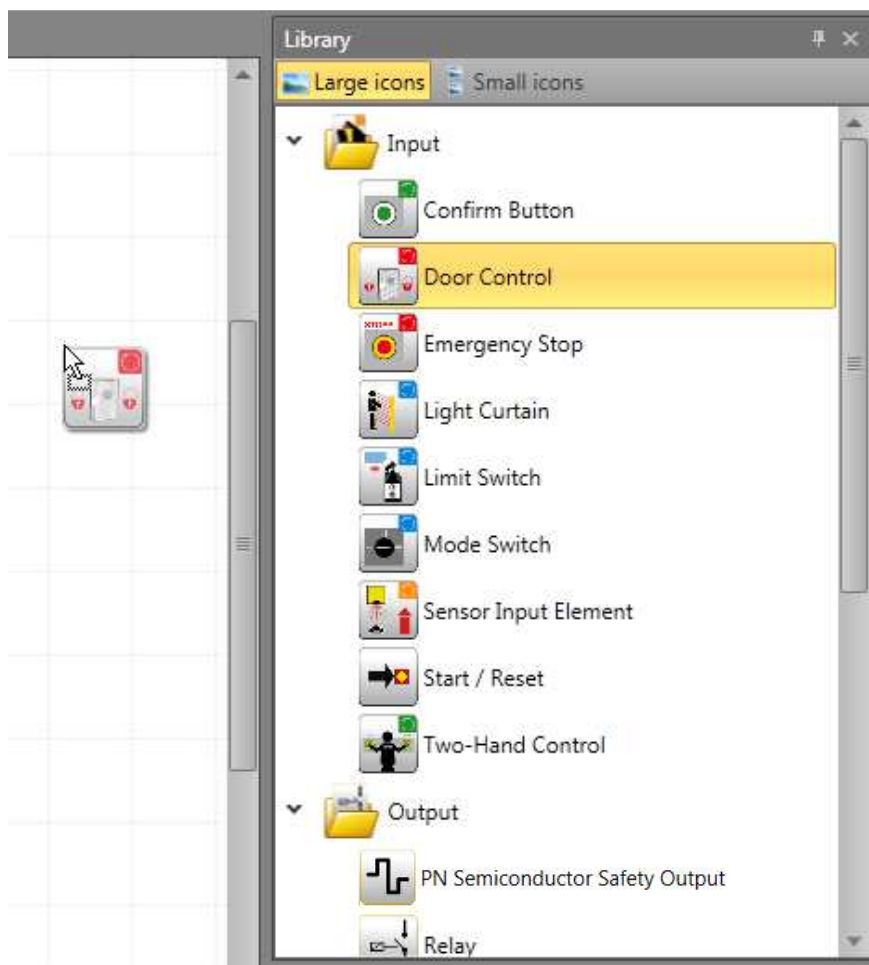 Library
Large icons
Small icons
Input
Confirm Button
Door Control
Emergency Stop
Light Curtain
Limit Switch
Mode Switch
Sensor Input Element
Start / Reset
Two-Hand Control
Output
PN Semiconductor Safety Output
Relay